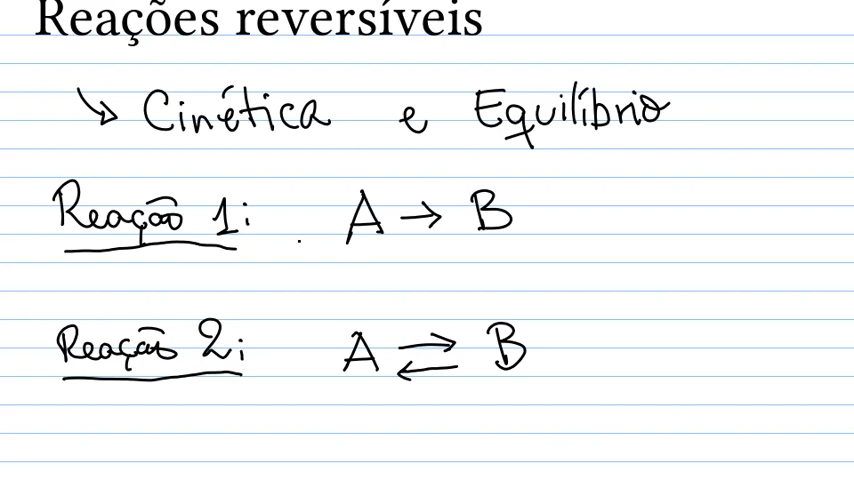 Reações reversíveis
↳ Cinética e Equilíbrio
Reação 1: A → B
Reação 2: A ⇌ B